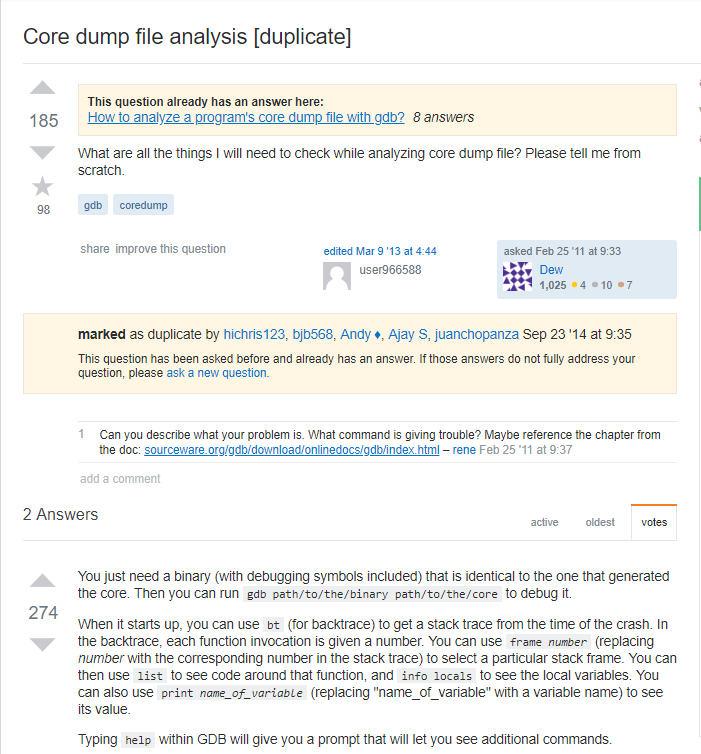 Core dump file analysis [duplicate]
This question already has an answer here:
185
How to analyze a program's core dump file with gdb? 8 answers
What are all the things I will need to check while analyzing core dump file? Please tell me from
scratch.
98
gdb coredump
share improve this question
edited Mar 9 '13 at 4:44
user966588
asked Feb 25 '11 at 9:33
Dew
1,025 4 10 7
marked as duplicate by hichris123, bjb568, Andy ♦, Ajay S, juanchopanza Sep 23 '14 at 9:35
This question has been asked before and already has an answer. If those answers do not fully address your
question, please ask a new question.
1 Can you describe what your problem is. What command is giving trouble? Maybe reference the chapter from
the doc: sourceware.org/gdb/download/onlinedocs/gdb/index.html – rene Feb 25 '11 at 9:37
add a comment
2 Answers
active oldest votes
You just need a binary (with debugging symbols included) that is identical to the one that generated
the core. Then you can run gdb path/to/the/binary path/to/the/core to debug it.
274
When it starts up, you can use bt (for backtrace) to get a stack trace from the time of the crash. In
the backtrace, each function invocation is given a number. You can use frame number (replacing
number with the corresponding number in the stack trace) to select a particular stack frame. You can
then use list to see code around that function, and info locals to see the local variables. You
can also use print name_of_variable (replacing "name_of_variable" with a variable name) to see
its value.
Typing help within GDB will give you a prompt that will let you see additional commands.